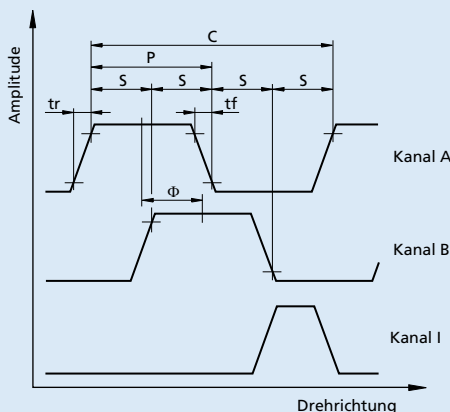 Amplitude
C
P
S S S S
tr
tf
Kanal A
Φ
Kanal B
Kanal I
Drehrichtung